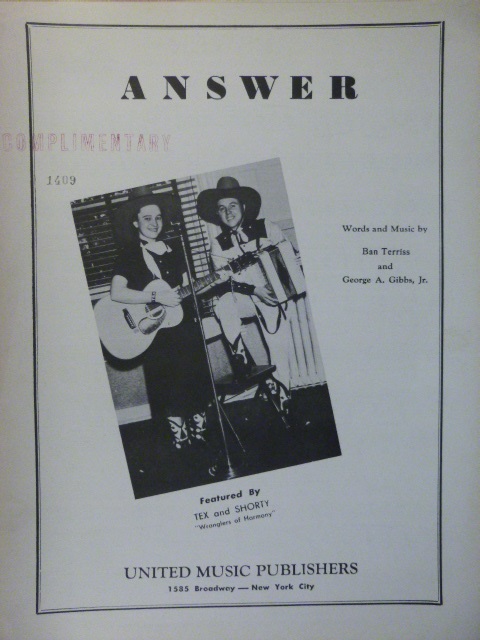 ANSWER
COMPLIMENTARY
1409
Words and Music by
Ban Terriss
and
George A. Gibbs, Jr.
Featured By
TEX and SHORTY
"Wranglers of Harmony"
UNITED MUSIC PUBLISHERS
1585 Broadway — New York City